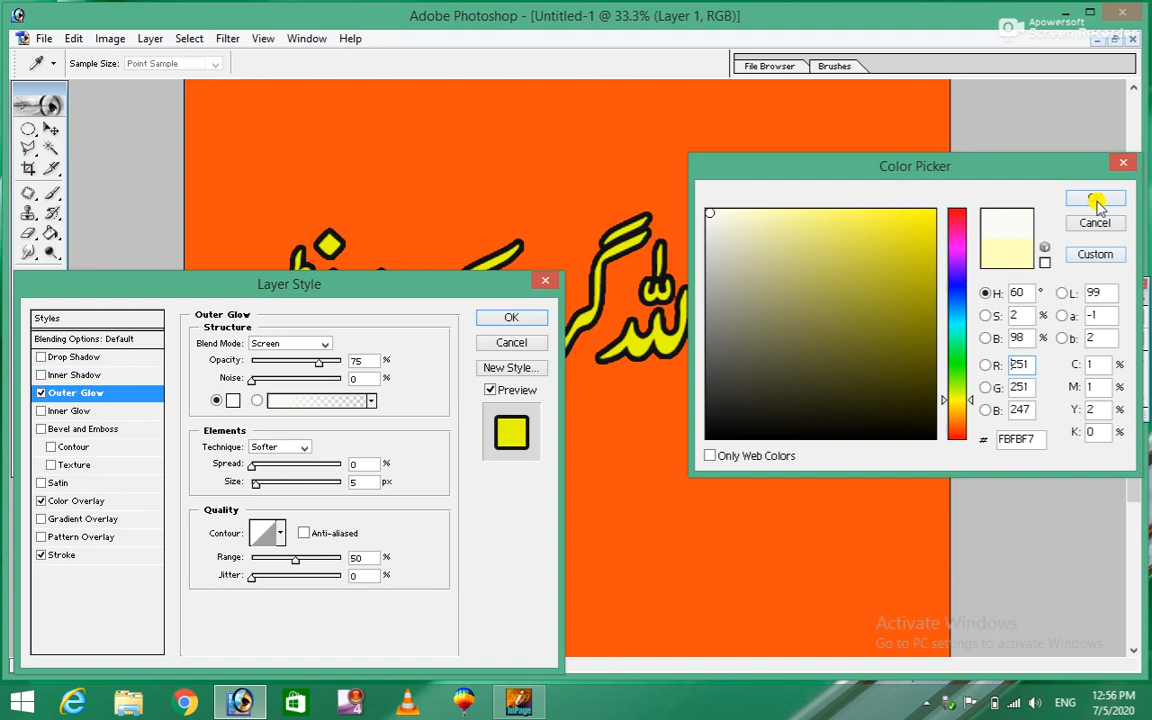 Adobe Photoshop - [Untitled-1 @ 33.3% (Layer 1, RGB)]
Apowersoft
Screen Recorder
File Edit Image Layer Select Filter View Window Help
Sample Size: Point Sample
File Browser Brushes
Color Picker
Cancel
Custom
H: 60 °
S: 2 %
B: 98 %
R: 251
G: 251
B: 247
# FBFBF7
L: 99
a: -1
b: 2
C: 1 %
M: 1 %
Y: 2 %
K: 0 %
Only Web Colors
Layer Style
Styles
Blending Options: Default
Drop Shadow
Inner Shadow
Outer Glow
Inner Glow
Bevel and Emboss
Contour
Texture
Satin
Color Overlay
Gradient Overlay
Pattern Overlay
Stroke
Outer Glow
Structure
Blend Mode: Screen
Opacity: 75 %
Noise: 0 %
Elements
Technique: Softer
Spread: 0 %
Size: 5 px
Quality
Contour: Anti-aliased
Range: 50 %
Jitter: 0 %
OK
Cancel
New Style...
Preview
Activate Windows
Go to PC settings to activate Windows.
InPage
ENG
12:56 PM
7/5/2020